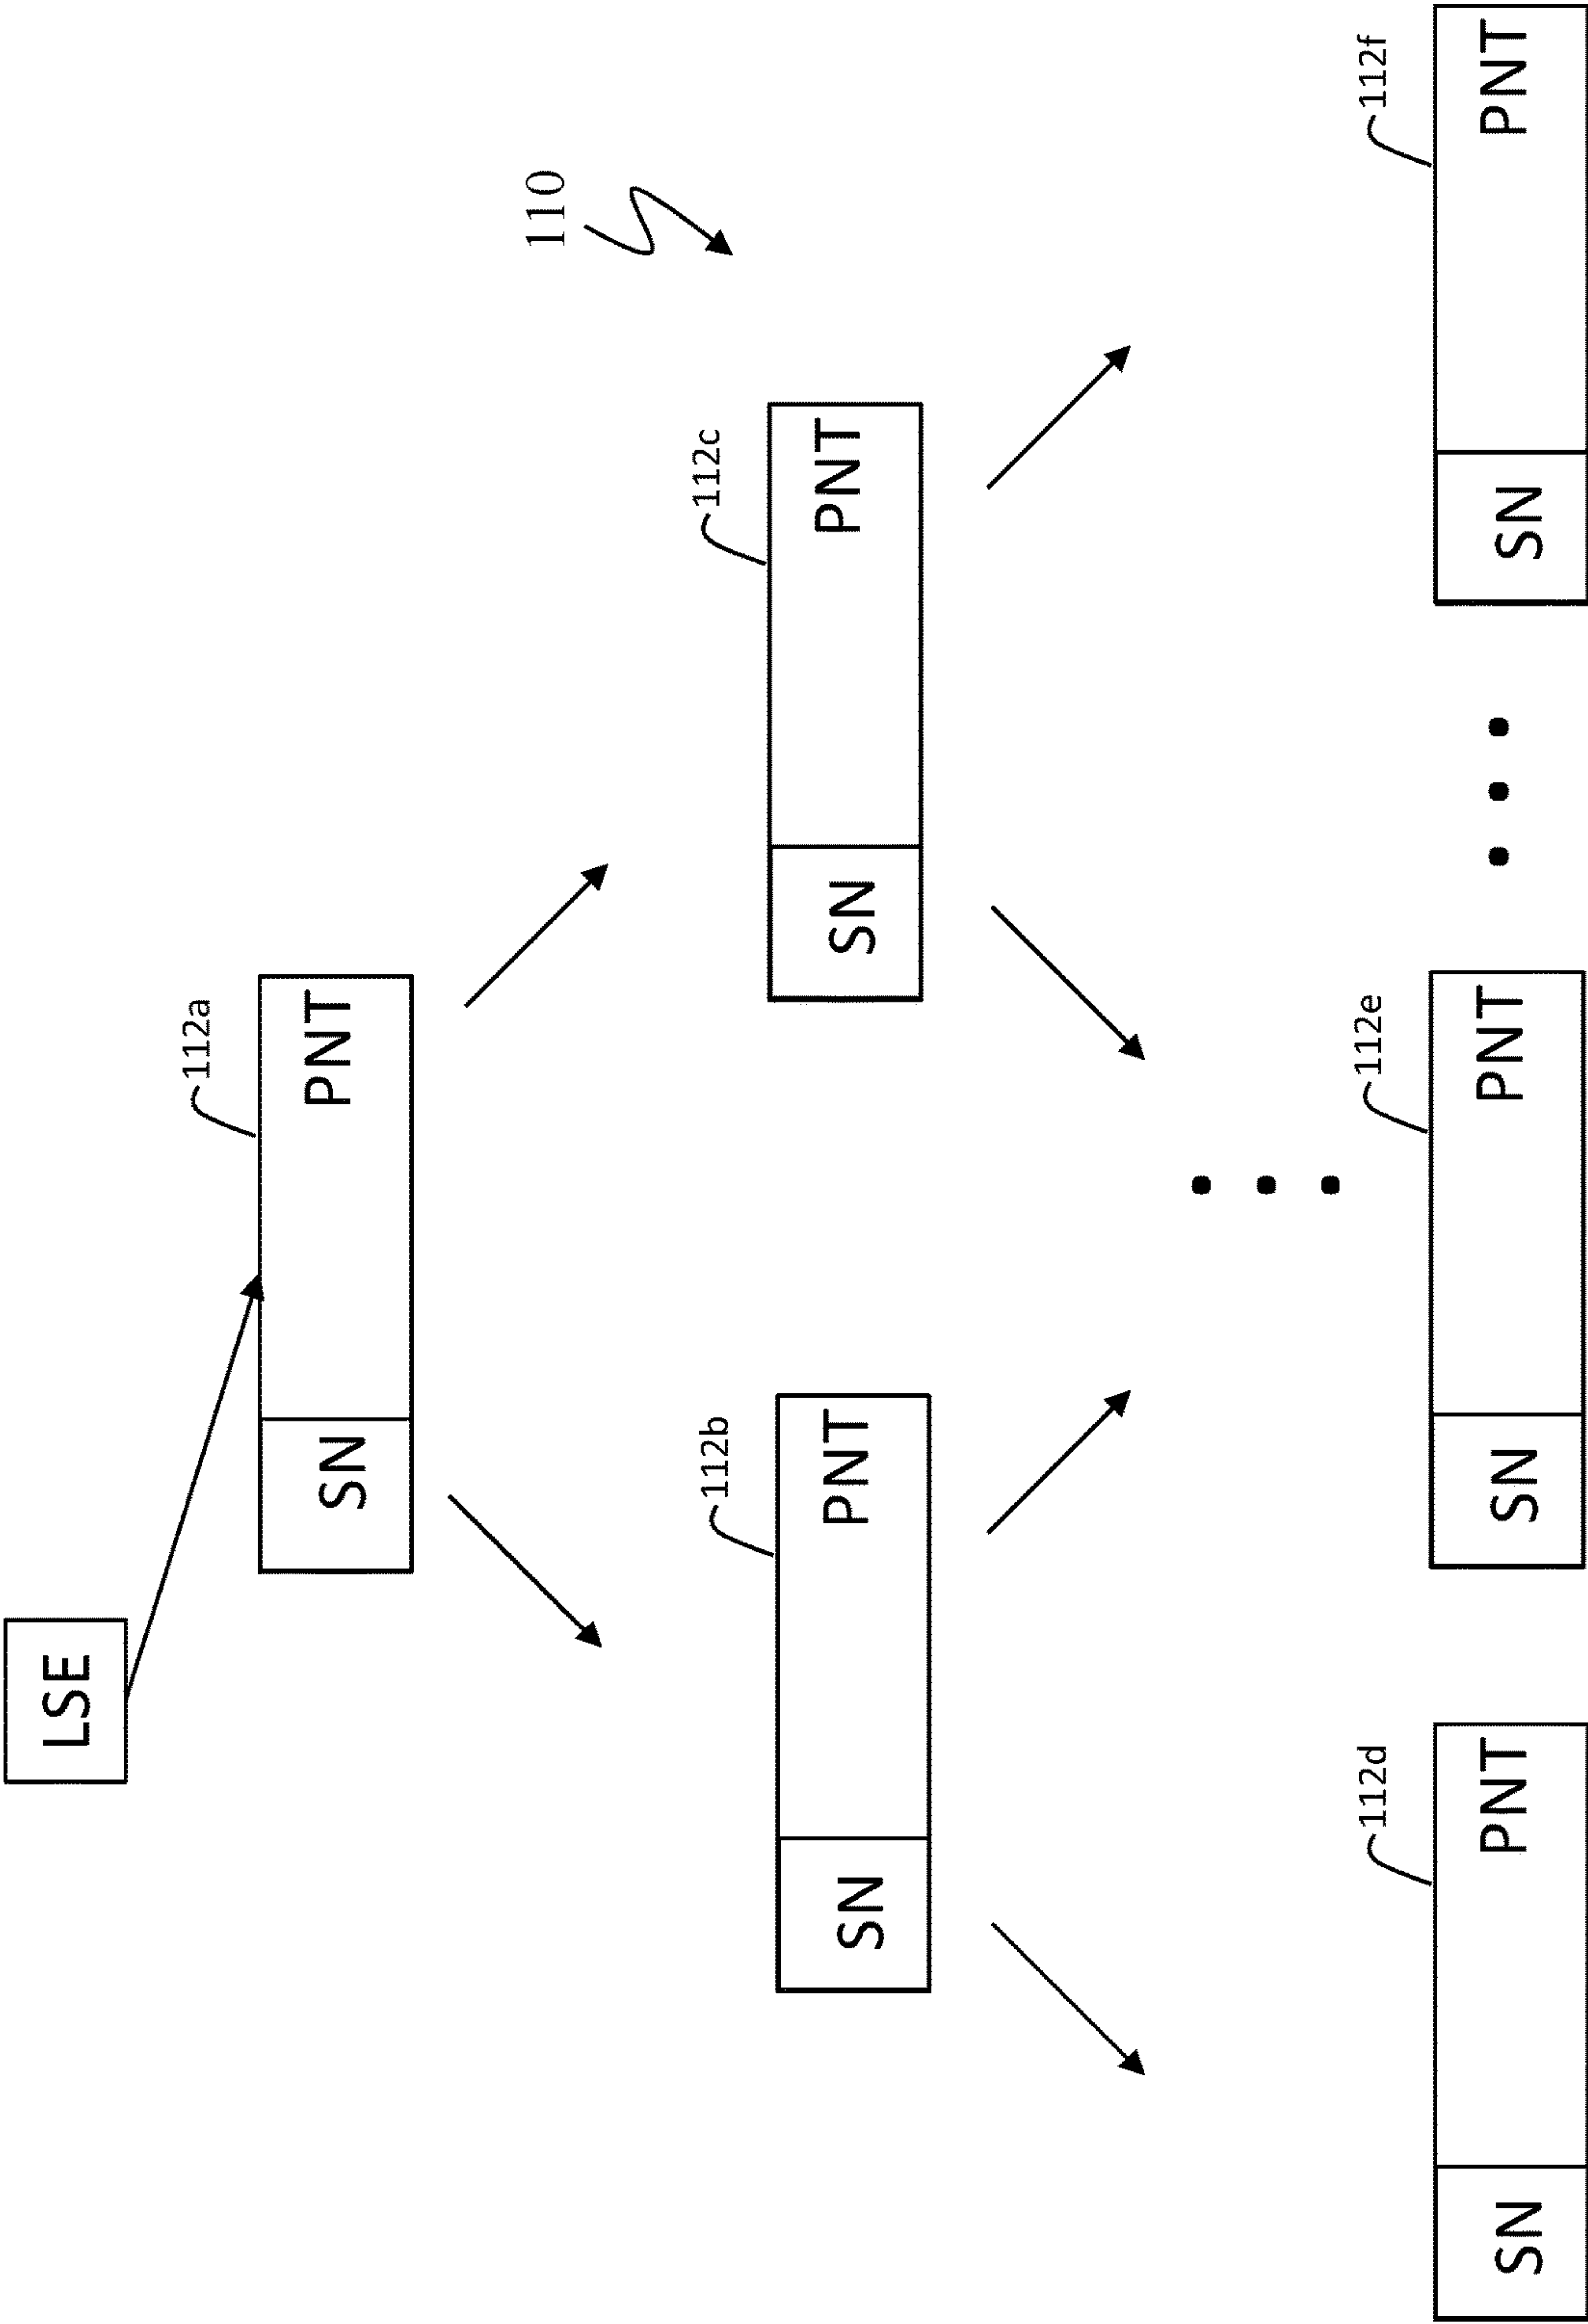 LSE
112a
SN PNT
110
112b
SN PNT
112c
SN PNT
112d
SN PNT
112e
SN PNT
112f
SN PNT